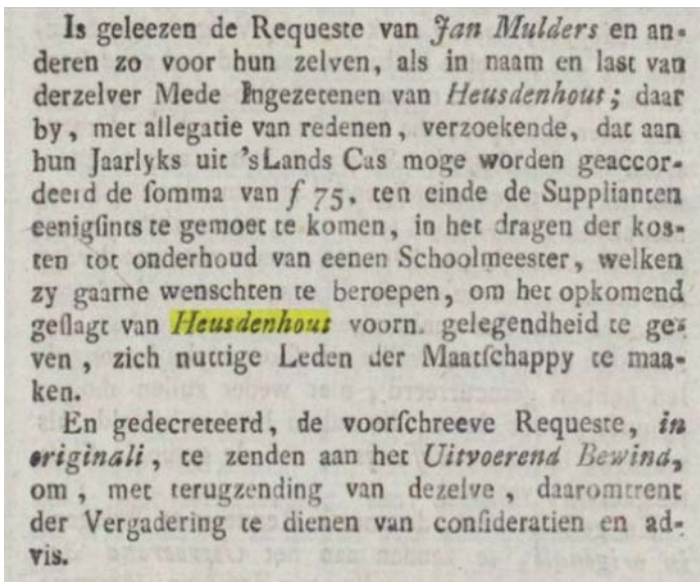 Is geleezen de Requeste van Jan Mulders en an-
deren zo voor hun zelven, als in naam en last van
derzelver Mede Ingezetenen van Heusdenhout; daar
by, met allegatie van redenen, verzoekende, dat aan
hun Jaarlyks uit 'sLands Cas moge worden geaccor-
deerd de somma van ƒ 75. ten einde de Supplianten
eenigſints te gemoet te komen, in het dragen der kos-
ten tot onderhoud van eenen Schoolmeester, welken
zy gaarne wenschten te beroepen, om het opkomend
geſlagt van Heusdenhout voorn. gelegendheid te ge-
ven, zich nuttige Leden der Maatſchappy te maa-
ken.
En gedecreteerd, de voorſchreeve Requeste, in
originali, te zenden aan het Uitvoerend Bewind,
om, met terugzending van dezelve, daaromtrent
der Vergadering te dienen van conſideratien en ad-
vis.